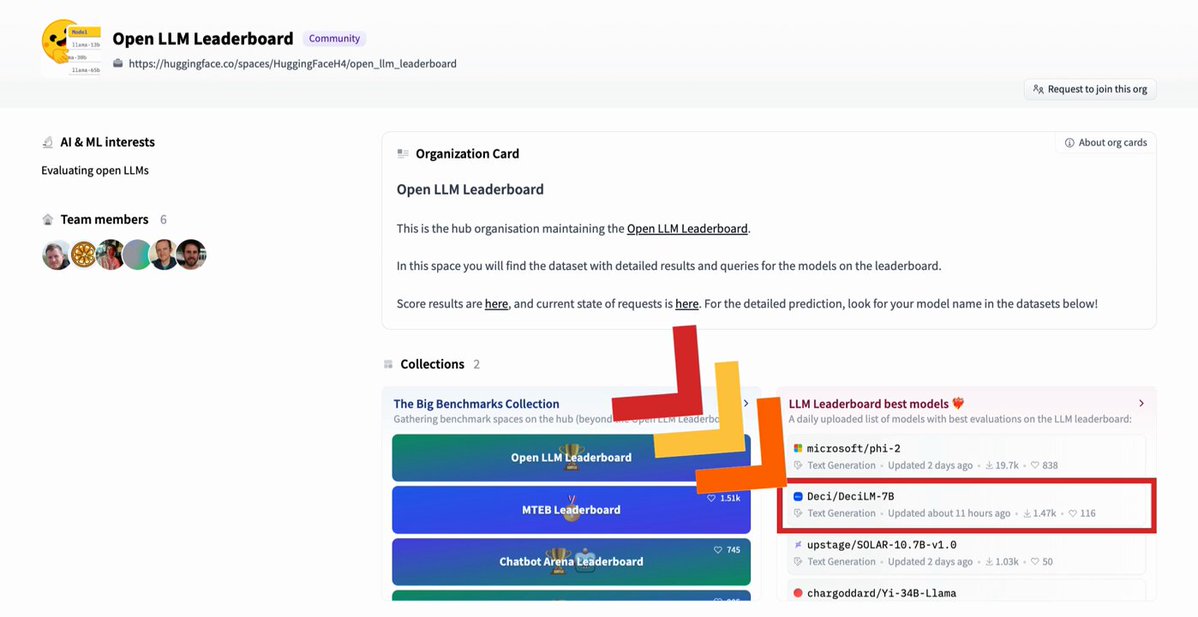 Model
llama-13b
ma-30b
llama-65b
Open LLM Leaderboard
Community
https://huggingface.co/spaces/HuggingFaceH4/open_llm_leaderboard
Request to join this org
AI & ML interests
Evaluating open LLMs
Team members 6
Organization Card
About org cards
Open LLM Leaderboard
This is the hub organisation maintaining the Open LLM Leaderboard.
In this space you will find the dataset with detailed results and queries for the models on the leaderboard.
Score results are here, and current state of requests is here. For the detailed prediction, look for your model name in the datasets below!
Collections 2
The Big Benchmarks Collection
Gathering benchmark spaces on the hub (beyond the Open LLM Leaderbo
Open LLM Leaderboard
1.51k
MTEB Leaderboard
745
Chatbot Arena Leaderboard
LLM Leaderboard best models ❤️‍🔥
A daily uploaded list of models with best evaluations on the LLM leaderboard:
microsoft/phi-2
Text Generation • Updated 2 days ago • 19.7k • 838
Deci/DeciLM-7B
Text Generation • Updated about 11 hours ago • 1.47k • 116
upstage/SOLAR-10.7B-v1.0
Text Generation • Updated 2 days ago • 1.03k • 50
chargoddard/Yi-34B-Llama